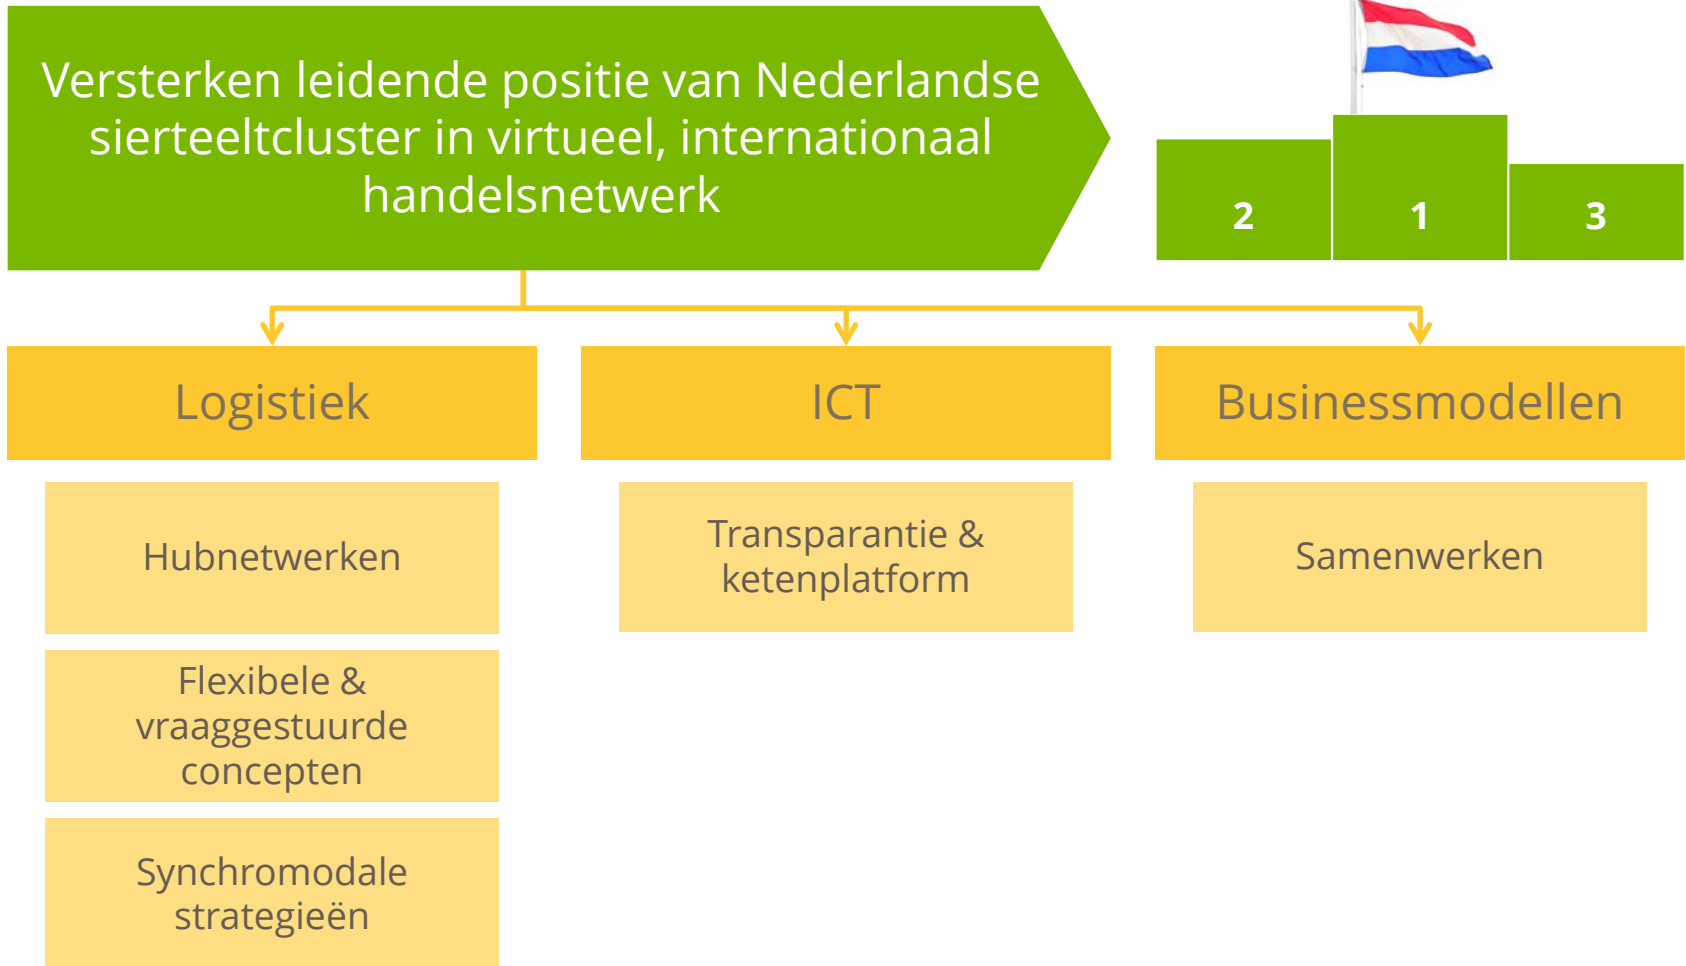 Versterken leidende positie van Nederlandse
sierteeltcluster in virtueel, internationaal
handelsnetwerk
2
1
3
Logistiek
ICT
Businessmodellen
Hubnetwerken
Transparantie &
ketenplatform
Samenwerken
Flexibele &
vraaggestuurde
concepten
Synchromodale
strategieën